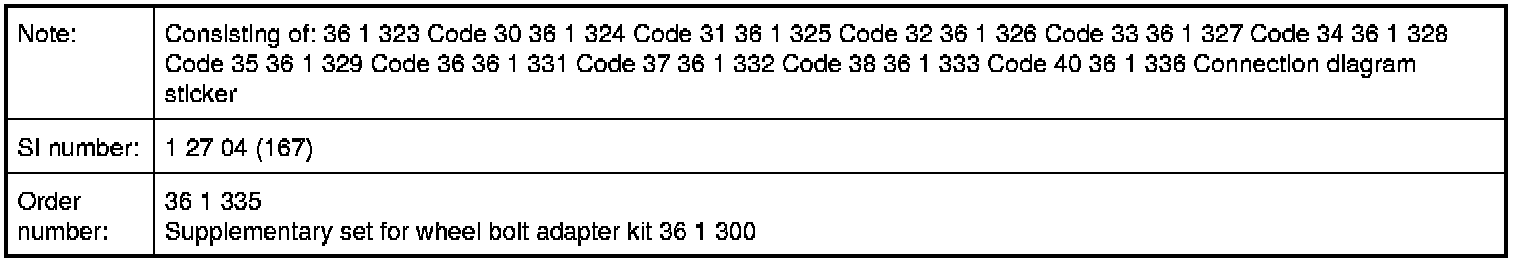 Note: Consisting of: 36 1 323 Code 30 36 1 324 Code 31 36 1 325 Code 32 36 1 326 Code 33 36 1 327 Code 34 36 1 328
Code 35 36 1 329 Code 36 36 1 331 Code 37 36 1 332 Code 38 36 1 333 Code 40 36 1 336 Connection diagram
sticker
SI number: 1 27 04 (167)
Order 36 1 335
number: Supplementary set for wheel bolt adapter kit 36 1 300